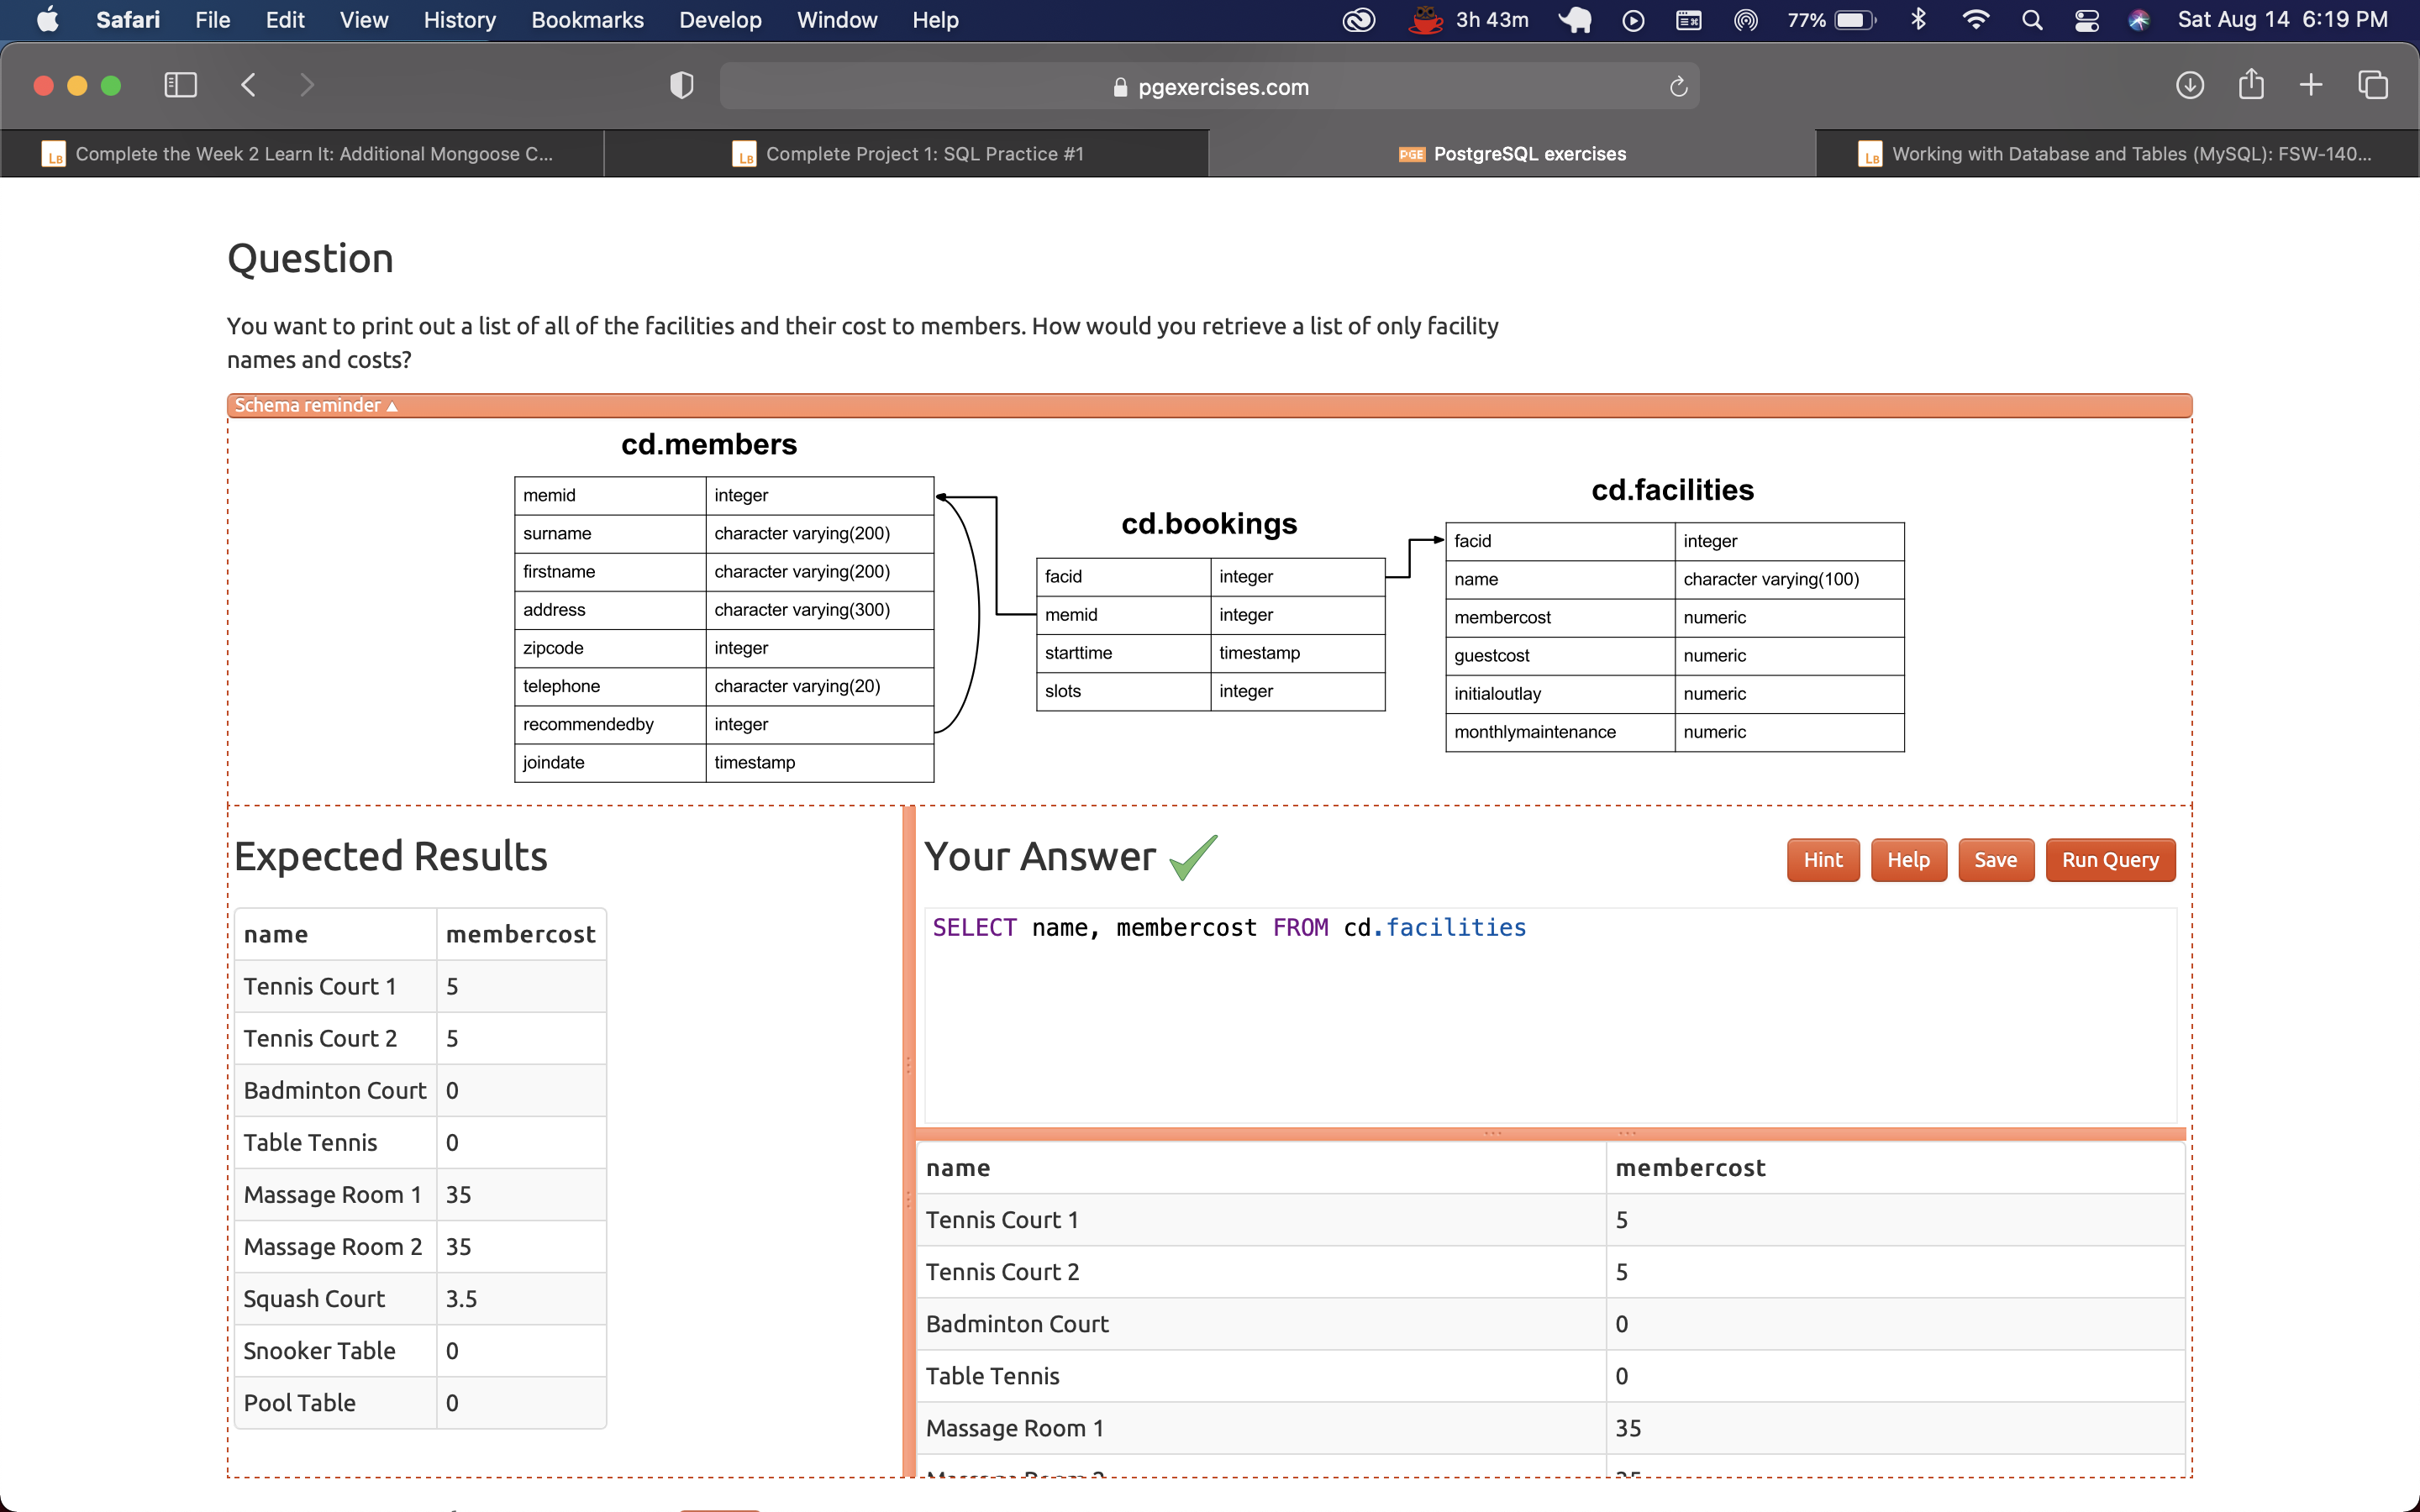 Safari File Edit View History Bookmarks Develop Window Help 3h 43m 77% Sat Aug 14 6:19 PM
pgexercises.com
Complete the Week 2 Learn It: Additional Mongoose C... Complete Project 1: SQL Practice #1 PGE PostgreSQL exercises Working with Database and Tables (MySQL): FSW-140...
Question
You want to print out a list of all of the facilities and their cost to members. How would you retrieve a list of only facility
names and costs?
Schema reminder ▲
cd.members
memid integer
surname character varying(200)
firstname character varying(200)
address character varying(300)
zipcode integer
telephone character varying(20)
recommendedby integer
joindate timestamp
cd.bookings
facid integer
memid integer
starttime timestamp
slots integer
cd.facilities
facid integer
name character varying(100)
membercost numeric
guestcost numeric
initialoutlay numeric
monthlymaintenance numeric
Expected Results
name membercost
Tennis Court 1 5
Tennis Court 2 5
Badminton Court 0
Table Tennis 0
Massage Room 1 35
Massage Room 2 35
Squash Court 3.5
Snooker Table 0
Pool Table 0
Your Answer
Hint Help Save Run Query
SELECT name, membercost FROM cd.facilities
name membercost
Tennis Court 1 5
Tennis Court 2 5
Badminton Court 0
Table Tennis 0
Massage Room 1 35